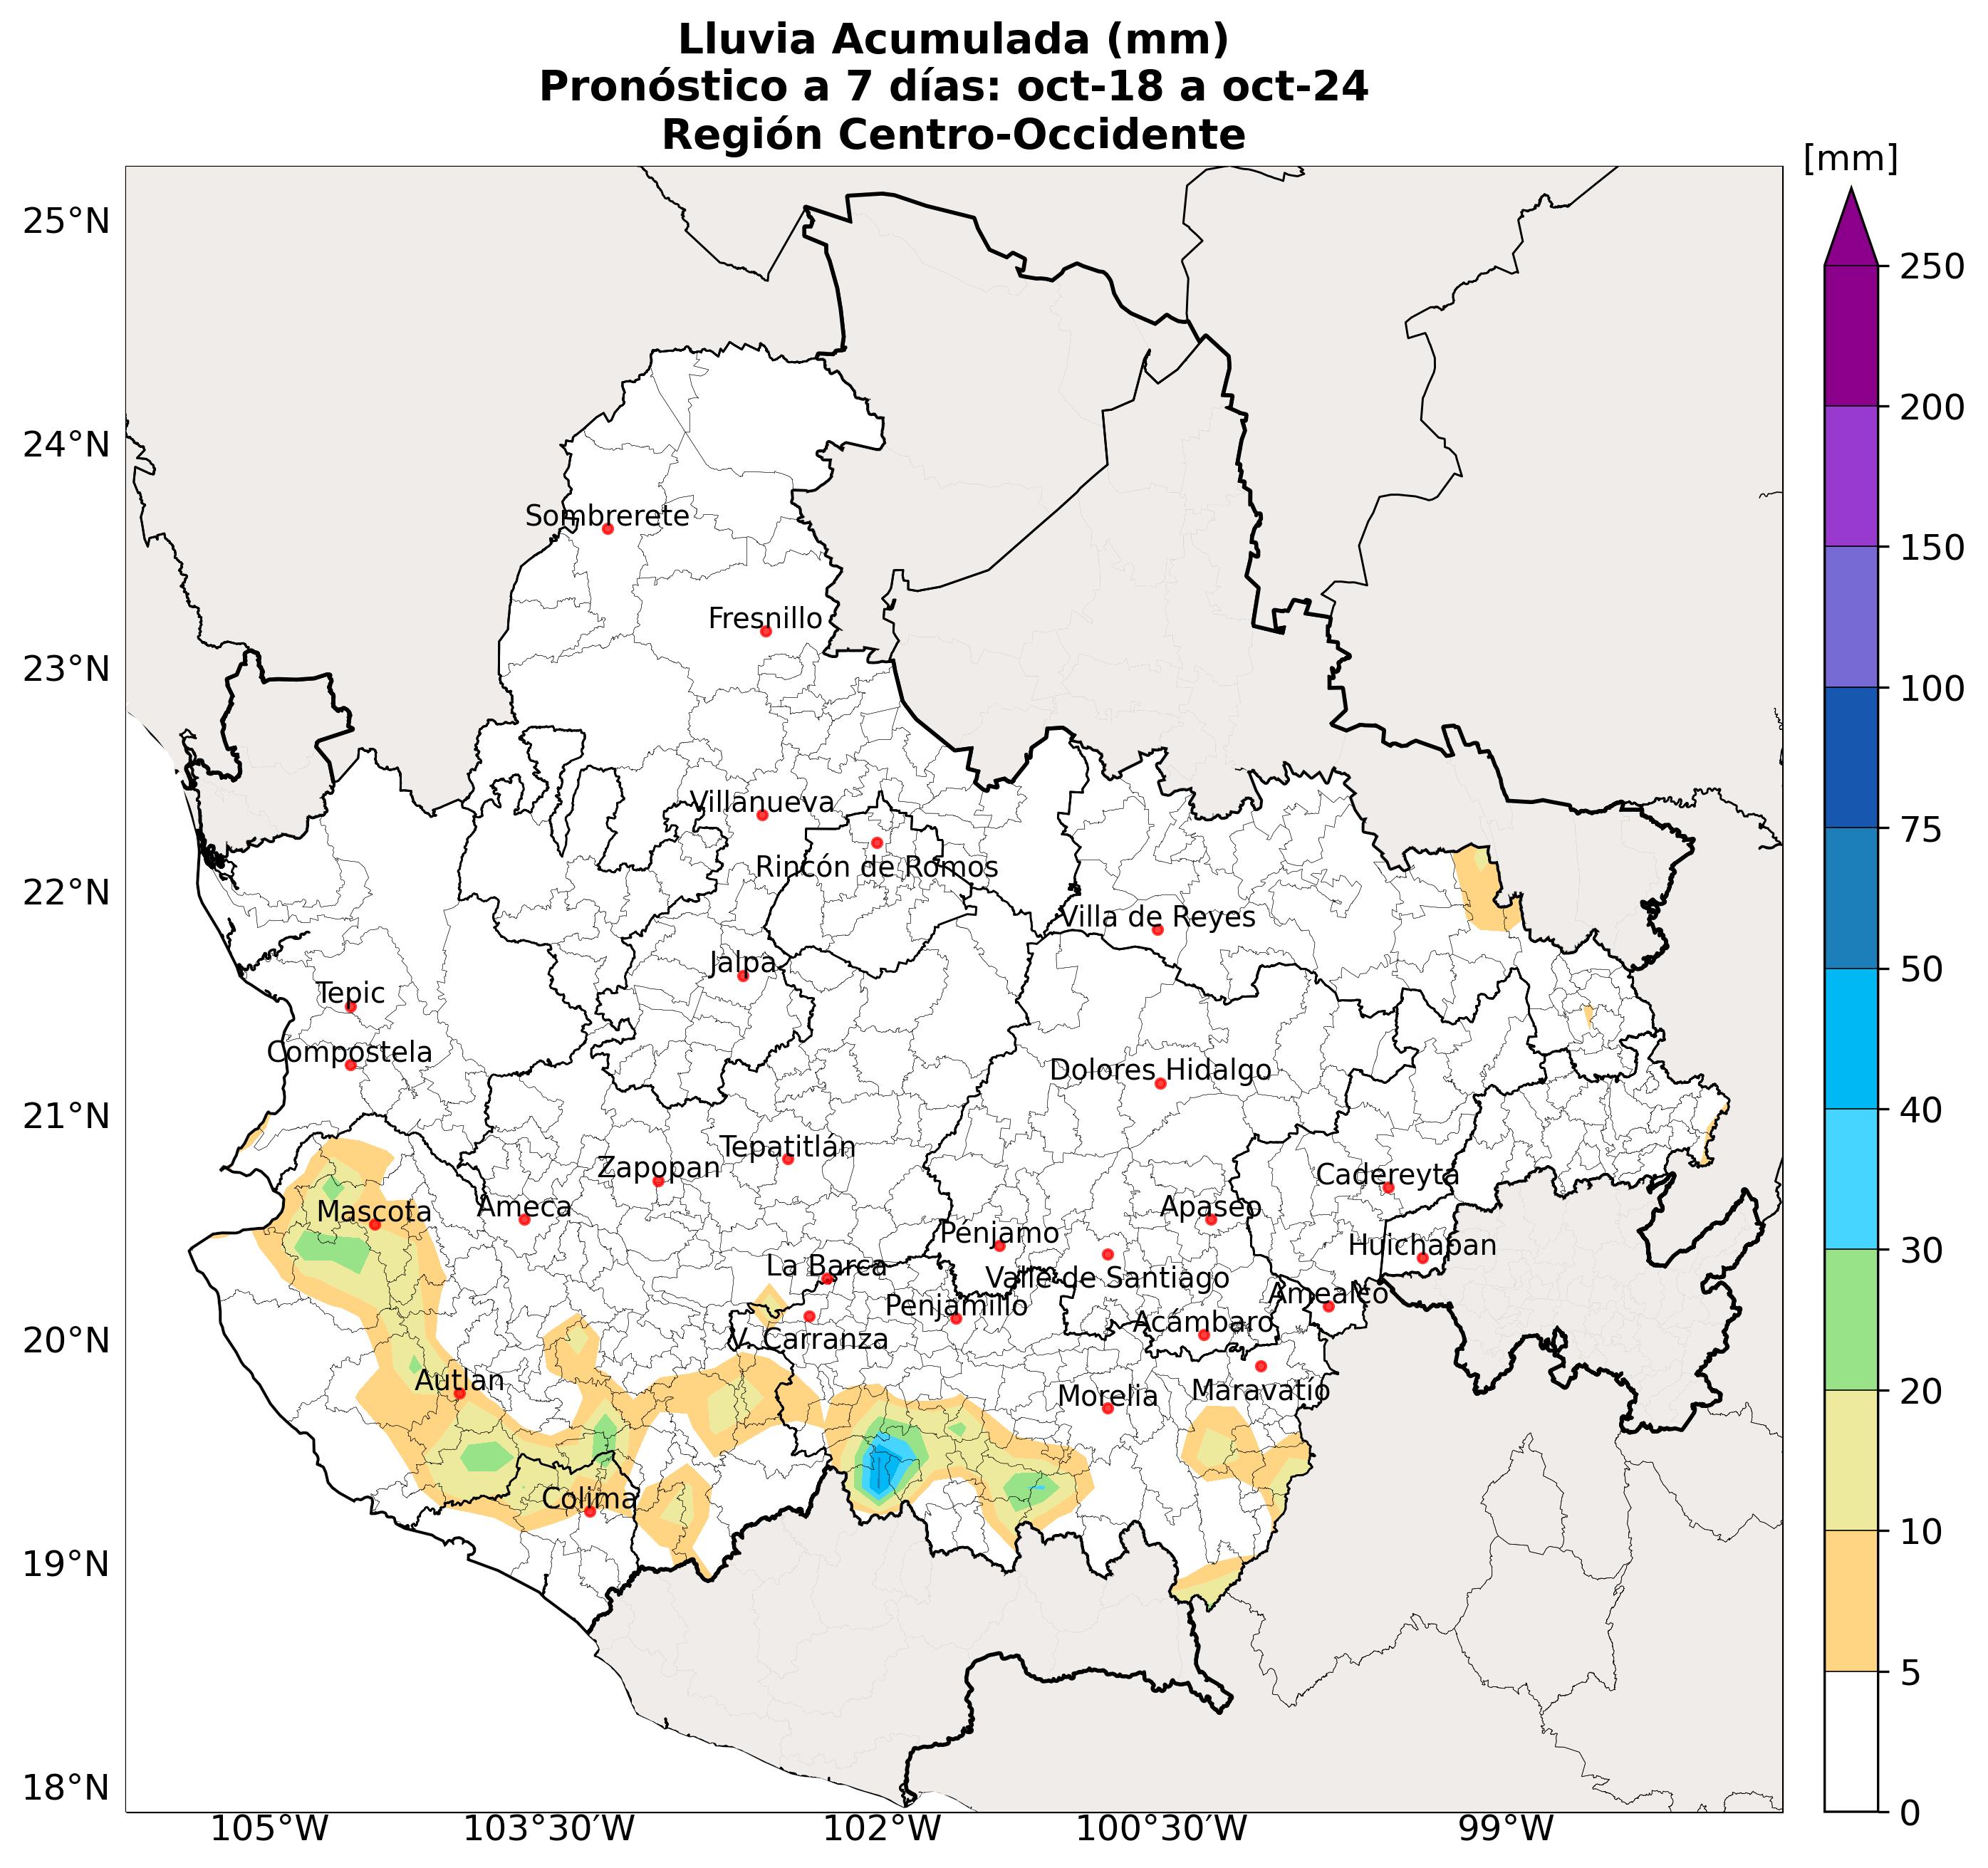 Lluvia Acumulada (mm)
Pronóstico a 7 días: oct-18 a oct-24
Región Centro-Occidente
[mm]
25°N
250
24°N
200
Sombrerete
150
Fresnillo
23°N
100
Villanueva
75
Rincón de Romos
22°N
Villa de Reyes
Jalpa
50
Tepic
Compostela
Dolores Hidalgo
21°N
40
Tepatitlán
Zapopan
Cadereyta
Ameca
Apaseo
Mascota
Pénjamo
Huichapan
30
La Barca
Valle de Santiago
Amealco
Penjamillo
Acámbaro
20°N
V. Carranza
Autlan
Maravatío
20
Morelia
Colima
10
19°N
5
18°N
0
105°W
103°30'W
102°W
100°30'W
99°W